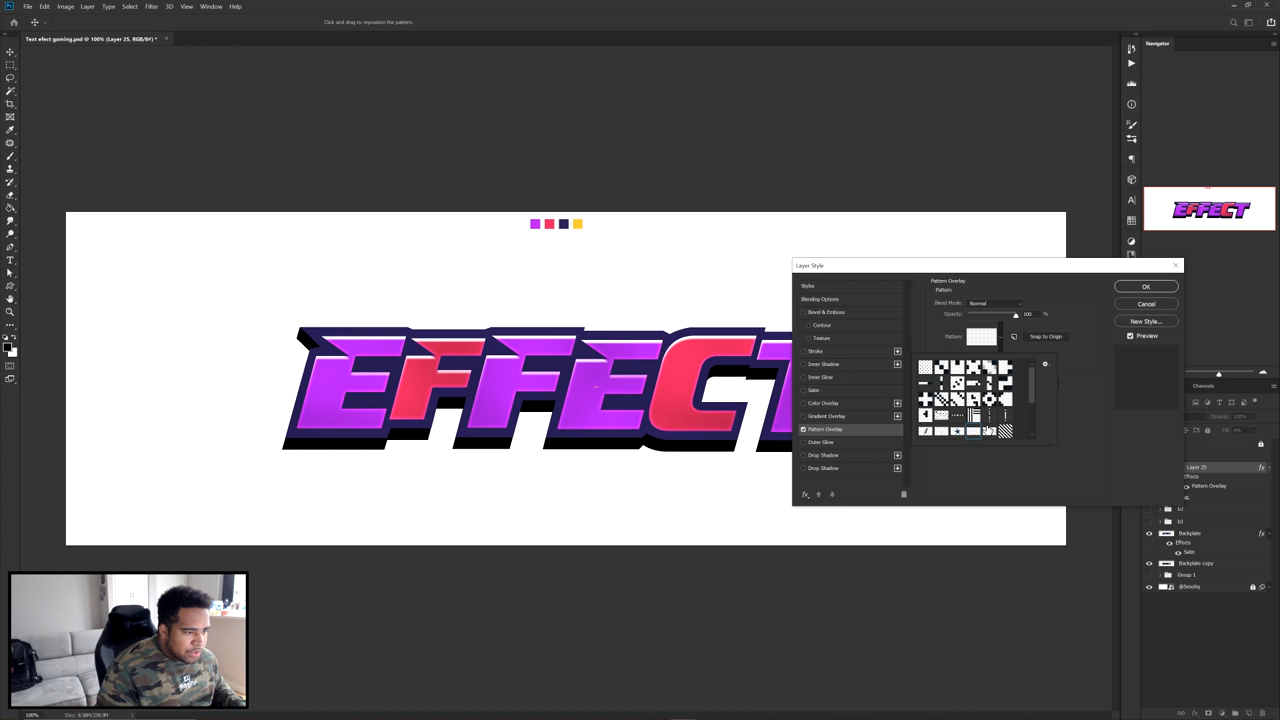 File Edit Image Layer Type Select Filter 3D View Window Help
Click and drag to reposition the pattern.
Text efect gaming.psd @ 100% (Layer 25, RGB/8#) *
Navigator
EFFECT
Layer Style
Styles
Blending Options
Bevel & Emboss
Contour
Texture
Stroke
Inner Shadow
Inner Glow
Satin
Color Overlay
Gradient Overlay
Pattern Overlay
Outer Glow
Drop Shadow
Drop Shadow
Pattern Overlay
Pattern
Blend Mode: Normal
Opacity: 100 %
Pattern: Snap to Origin
OK
Cancel
New Style...
Preview
EFFECT
Channels
Opacity: 100%
Layer 25
Effects
Pattern Overlay
b2
b1
Backplate
Effects
Satin
Backplate copy
Group 1
@Smohq
100%